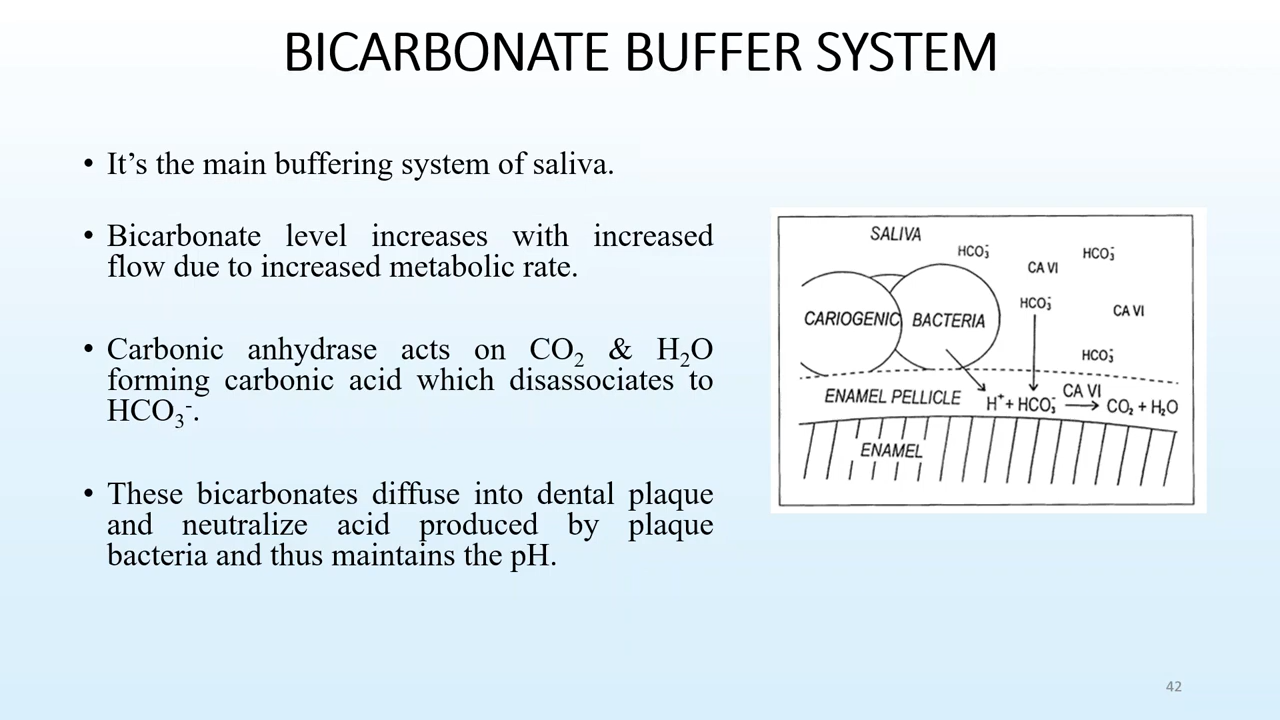 BICARBONATE BUFFER SYSTEM
• It’s the main buffering system of saliva.
• Bicarbonate level increases with increased
flow due to increased metabolic rate.
• Carbonic anhydrase acts on CO₂ & H₂O
forming carbonic acid which disassociates to
HCO₃⁻.
• These bicarbonates diffuse into dental plaque
and neutralize acid produced by plaque
bacteria and thus maintains the pH.
SALIVA
HCO₃⁻
HCO₃⁻
CA VI
HCO₃⁻
CA VI
CARIOGENIC BACTERIA
HCO₃⁻
ENAMEL PELLICLE
H⁺ + HCO₃⁻ CA VI → CO₂ + H₂O
ENAMEL
42